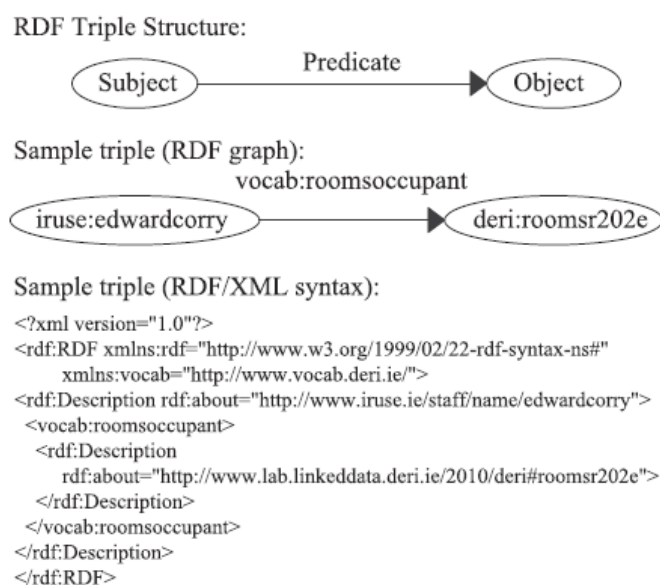 RDF Triple Structure:
Predicate
Subject
Object
Sample triple (RDF graph):
vocab:roomsoccupant
iruse:edwardcorry
deri:roomsr202e
Sample triple (RDF/XML syntax):
<?xml version="1.0"?>
<rdf:RDF xmlns:rdf="http://www.w3.org/1999/02/22-rdf-syntax-ns#"
xmlns:vocab="http://www.vocab.deri.ie/">
<rdf:Description rdf:about="http://www.iruse.ie/staff/name/edwardcorry">
<vocab:roomsoccupant>
<rdf:Description
rdf:about="http://www.lab.linkeddata.deri.ie/2010/deri#roomsr202e">
</rdf:Description>
</vocab:roomsoccupant>
</rdf:Description>
</rdf:RDF>